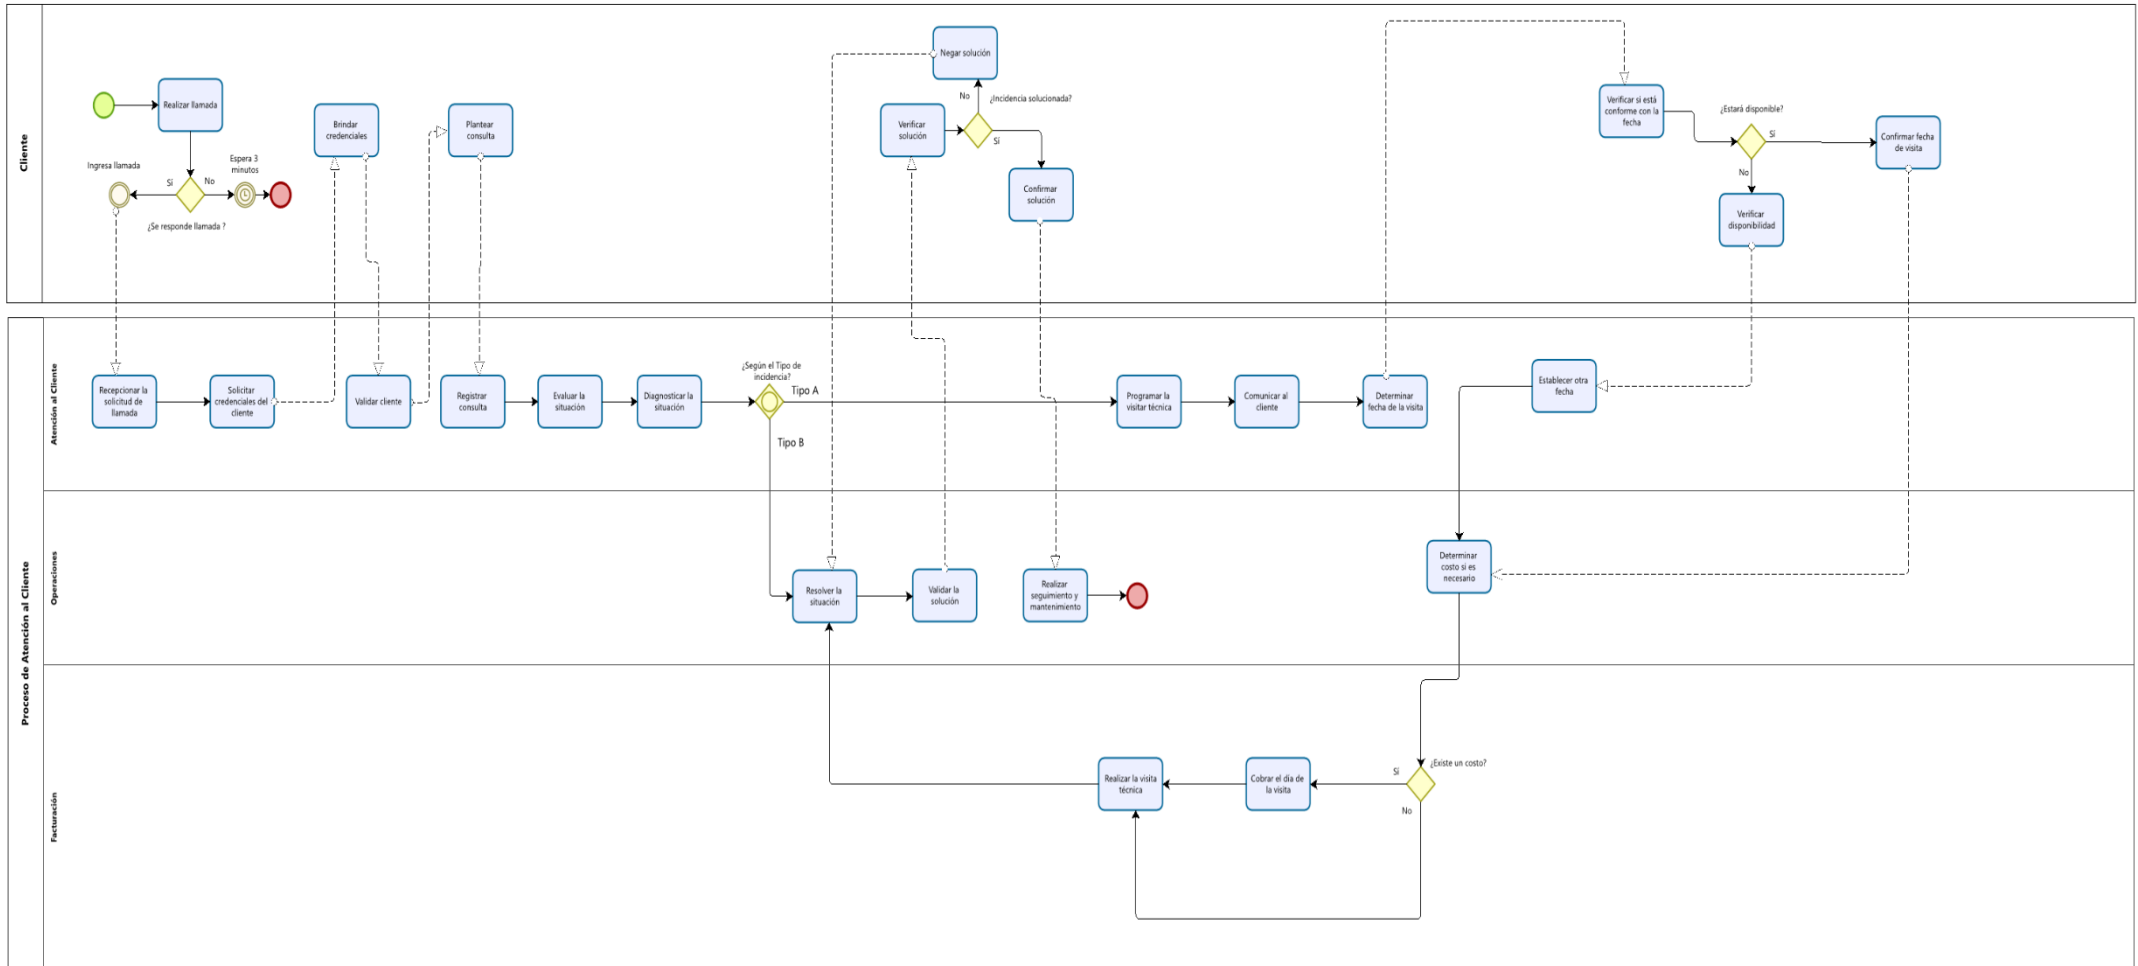 Cliente
Realizar llamada
Ingresa llamada
Sí
No
Espera 3
minutos
¿Se responde llamada ?
Brindar
credenciales
Plantear
consulta
Negar solución
No
¿Incidencia solucionada?
Verificar
solución
Sí
Confirmar
solución
Verificar si está
conforme con la
fecha
¿Estará disponible?
Sí
No
Confirmar fecha
de visita
Verificar
disponibilidad
Proceso de Atención al Cliente
Atención al Cliente
Recepcionar la
solicitud de
llamada
Solicitar
credenciales del
cliente
Validar cliente
Registrar
consulta
Evaluar la
situación
Diagnosticar la
situación
¿Según el Tipo de
incidencia?
Tipo A
Tipo B
Programar la
visitar técnica
Comunicar al
cliente
Determinar
fecha de la visita
Establecer otra
fecha
Operaciones
Resolver la
situación
Validar la
solución
Realizar
seguimiento y
mantenimiento
Determinar
costo si es
necesario
Facturación
Realizar la visita
técnica
Cobrar el día de
la visita
Sí
¿Existe un costo?
No